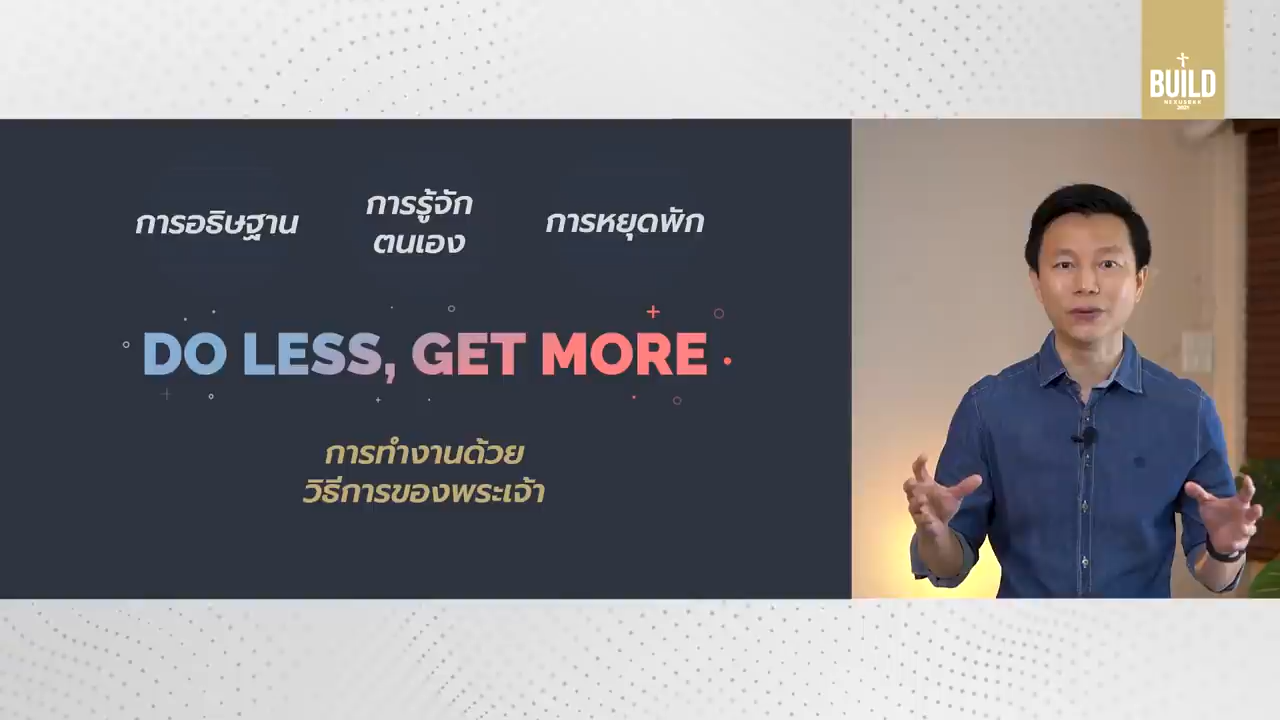 BUILD
NEXUSBKK
2021
การอธิษฐาน
การรู้จัก
ตนเอง
การหยุดพัก
DO LESS, GET MORE
การทำงานด้วย
วิธีการของพระเจ้า